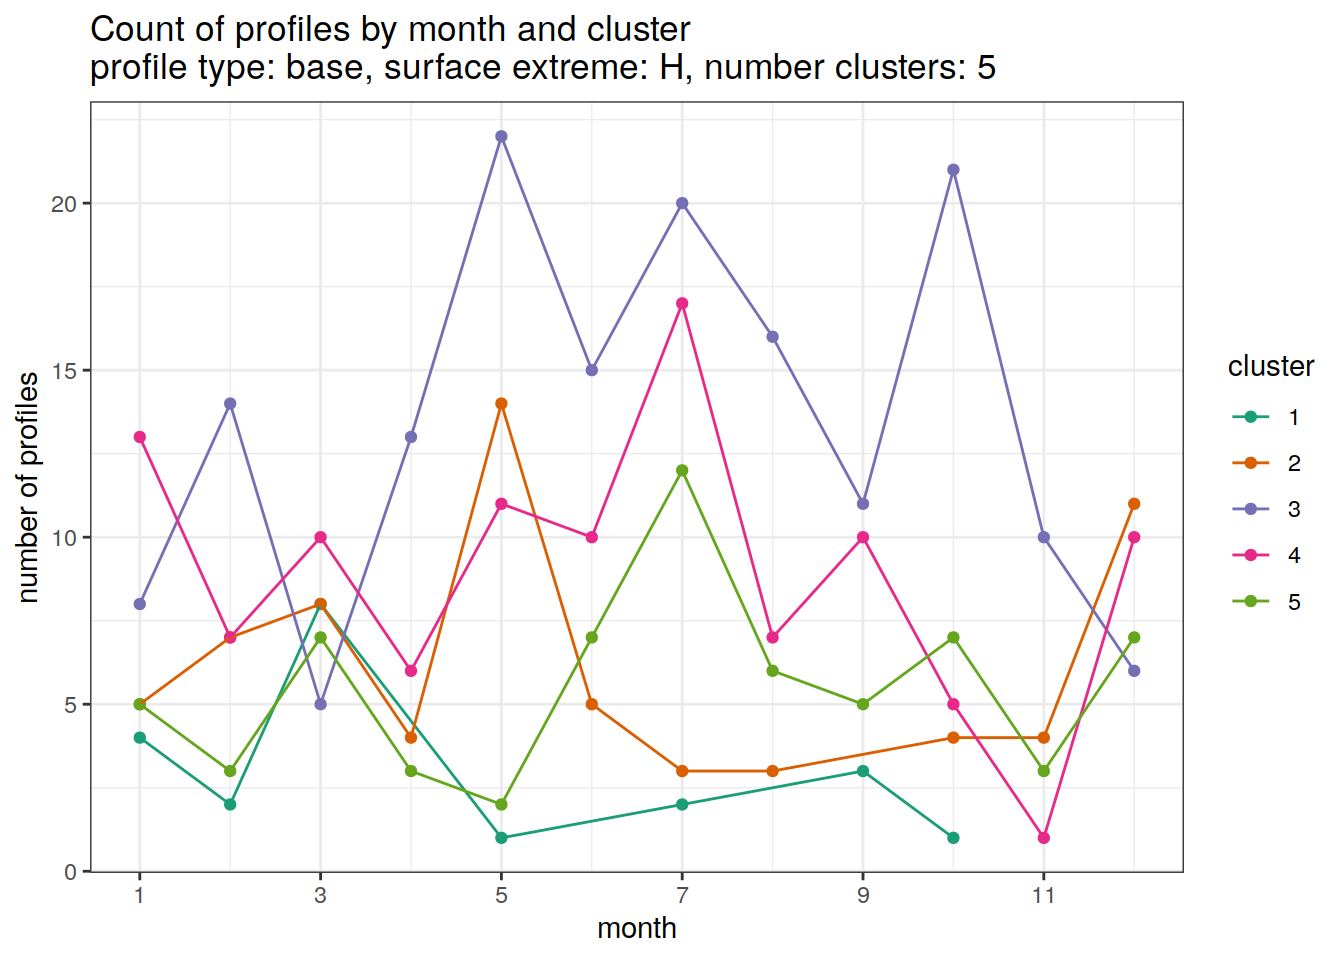 Count of profiles by month and cluster
profile type: base, surface extreme: H, number clusters: 5
20
15
10
5
0
number of profiles
1 3 5 7 9 11
month
cluster
1
2
3
4
5